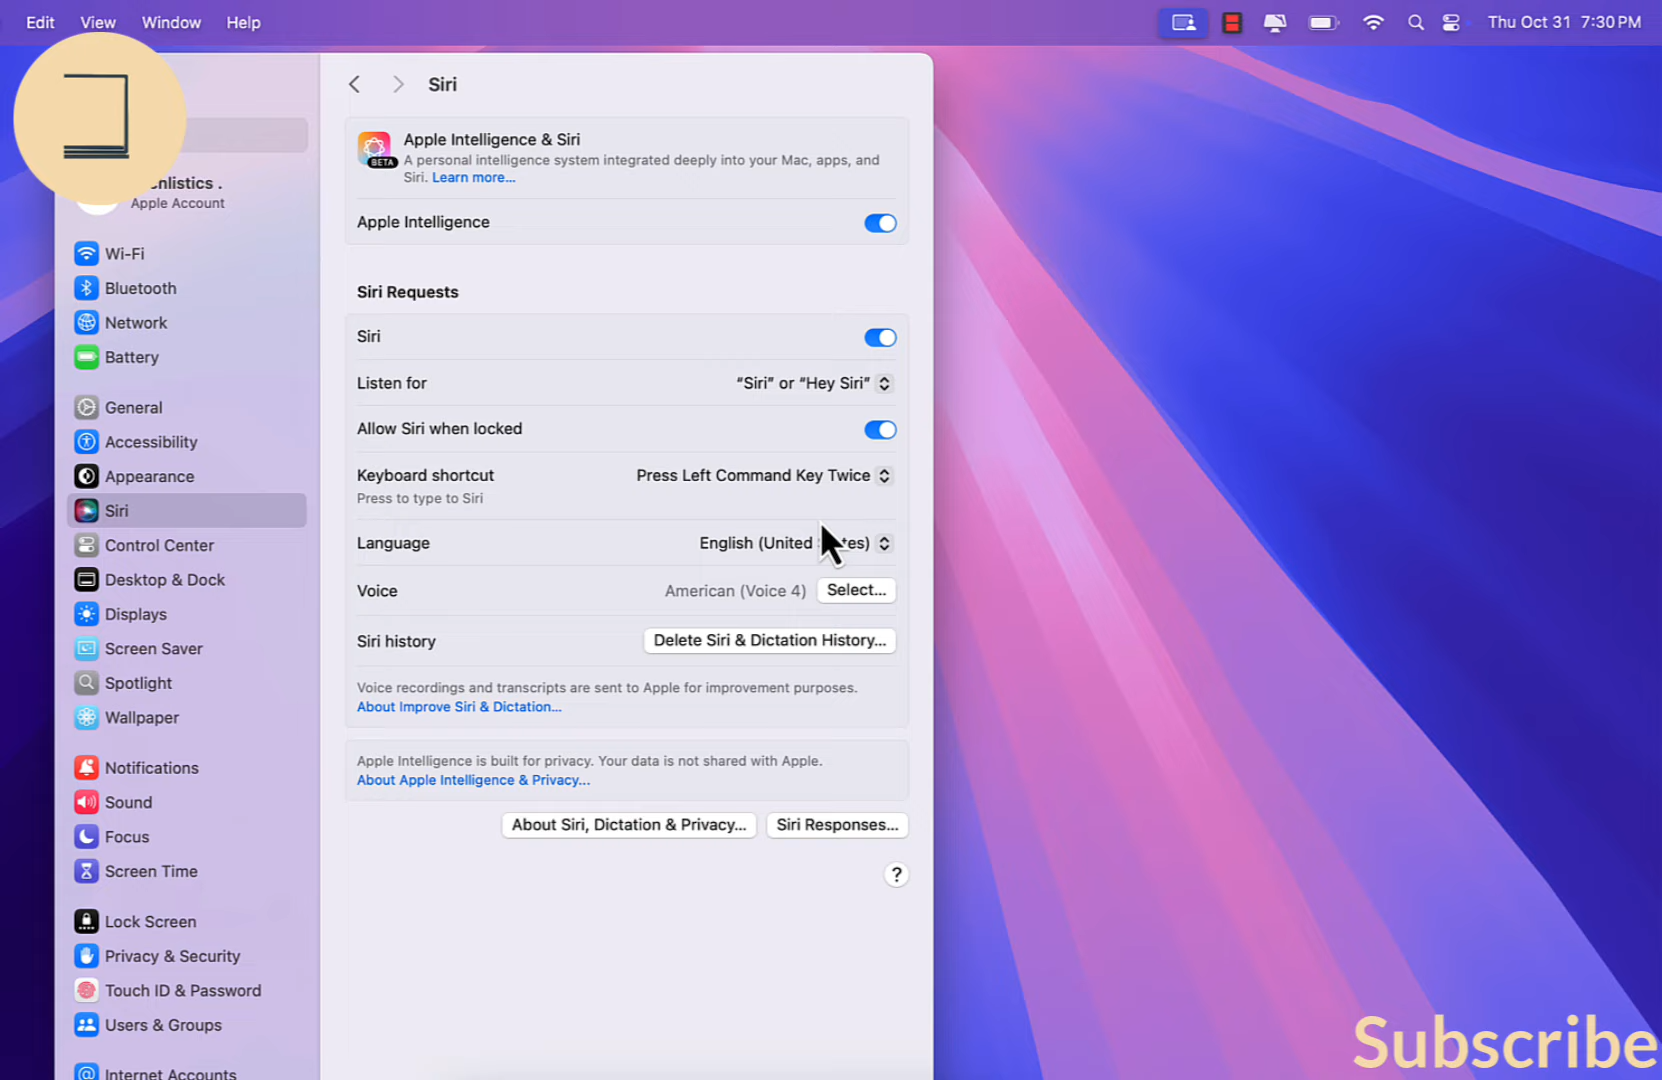 Edit View Window Help Thu Oct 31 7:30 PM
Siri
Apple Intelligence & Siri
BETA
A personal intelligence system integrated deeply into your Mac, apps, and
Siri. Learn more...
nlistics .
Apple Account
Apple Intelligence
Wi-Fi
Bluetooth
Network
Battery
General
Accessibility
Appearance
Siri
Control Center
Desktop & Dock
Displays
Screen Saver
Spotlight
Wallpaper
Notifications
Sound
Focus
Screen Time
Lock Screen
Privacy & Security
Touch ID & Password
Users & Groups
Internet Accounts
Siri Requests
Siri
Listen for “Siri” or “Hey Siri”
Allow Siri when locked
Keyboard shortcut Press Left Command Key Twice
Press to type to Siri
Language English (United tes)
Voice American (Voice 4) Select...
Siri history Delete Siri & Dictation History...
Voice recordings and transcripts are sent to Apple for improvement purposes.
About Improve Siri & Dictation...
Apple Intelligence is built for privacy. Your data is not shared with Apple.
About Apple Intelligence & Privacy...
About Siri, Dictation & Privacy... Siri Responses...
?
Subscribe